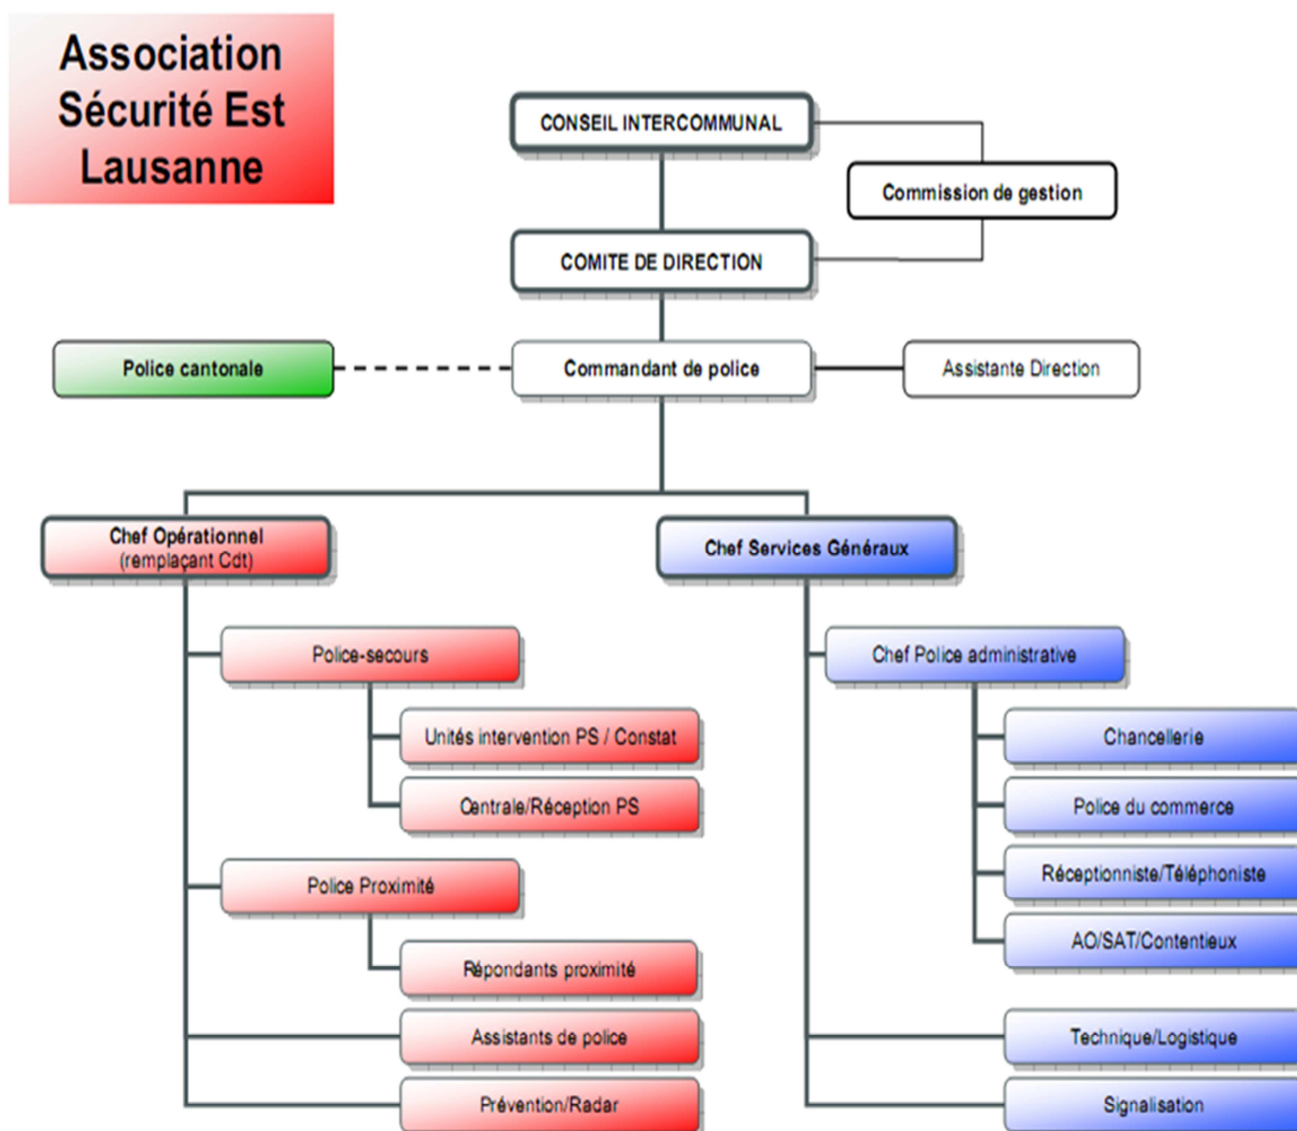 Association
Sécurité Est
Lausanne
CONSEIL INTERCOMMUNAL
Commission de gestion
COMITE DE DIRECTION
Police cantonale
Commandant de police
Assistante Direction
Chef Opérationnel
(remplaçant Cdt)
Chef Services Généraux
Police-secours
Unités intervention PS / Constat
Centrale/Réception PS
Police Proximité
Répondants proximité
Assistants de police
Prévention/Radar
Chef Police administrative
Chancellerie
Police du commerce
Réceptionniste/Téléphoniste
AO/SAT/Contentieux
Technique/Logistique
Signalisation